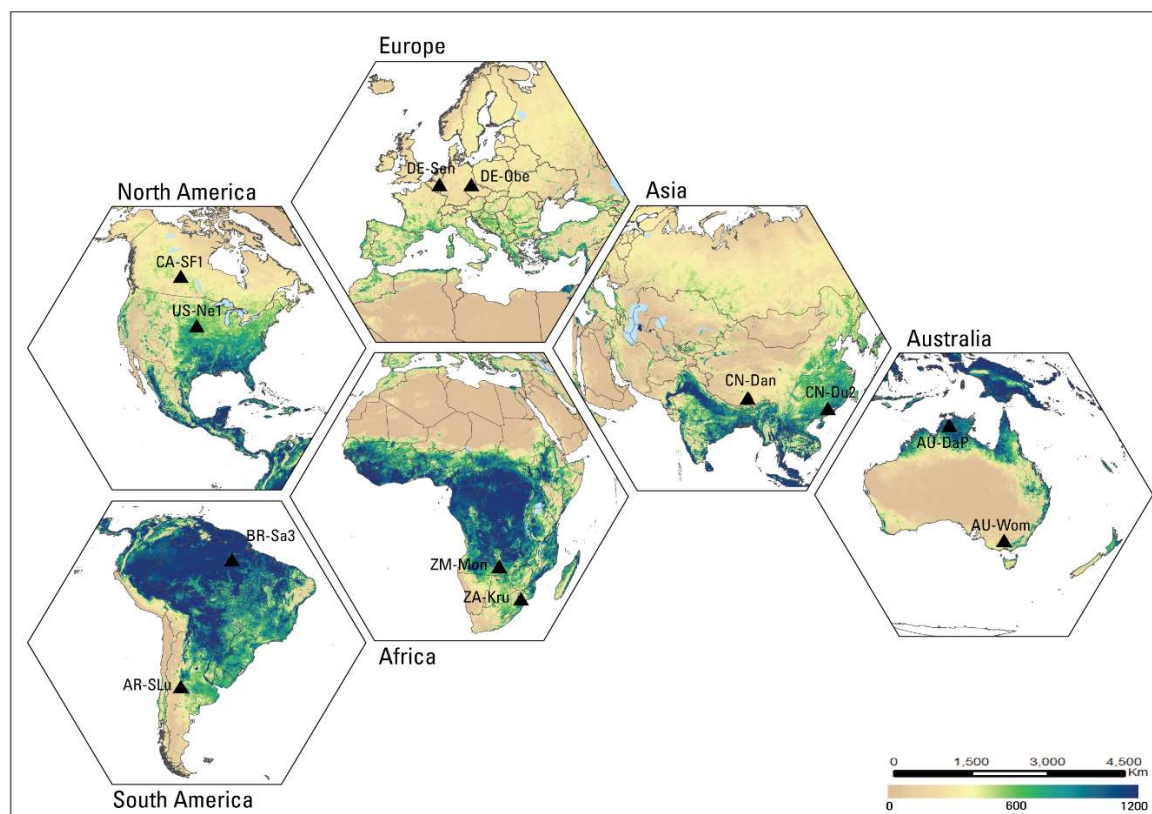 Europe
DE-Seh
DE-Obe
North America
CA-SF1
US-Ne1
Asia
CN-Dan
CN-Du2
Australia
AU-DaP
AU-Wom
BR-Sa3
AR-SLu
South America
ZM-Mon
ZA-Kru
Africa
0 1,500 3,000 4,500
Km
0 600 1200